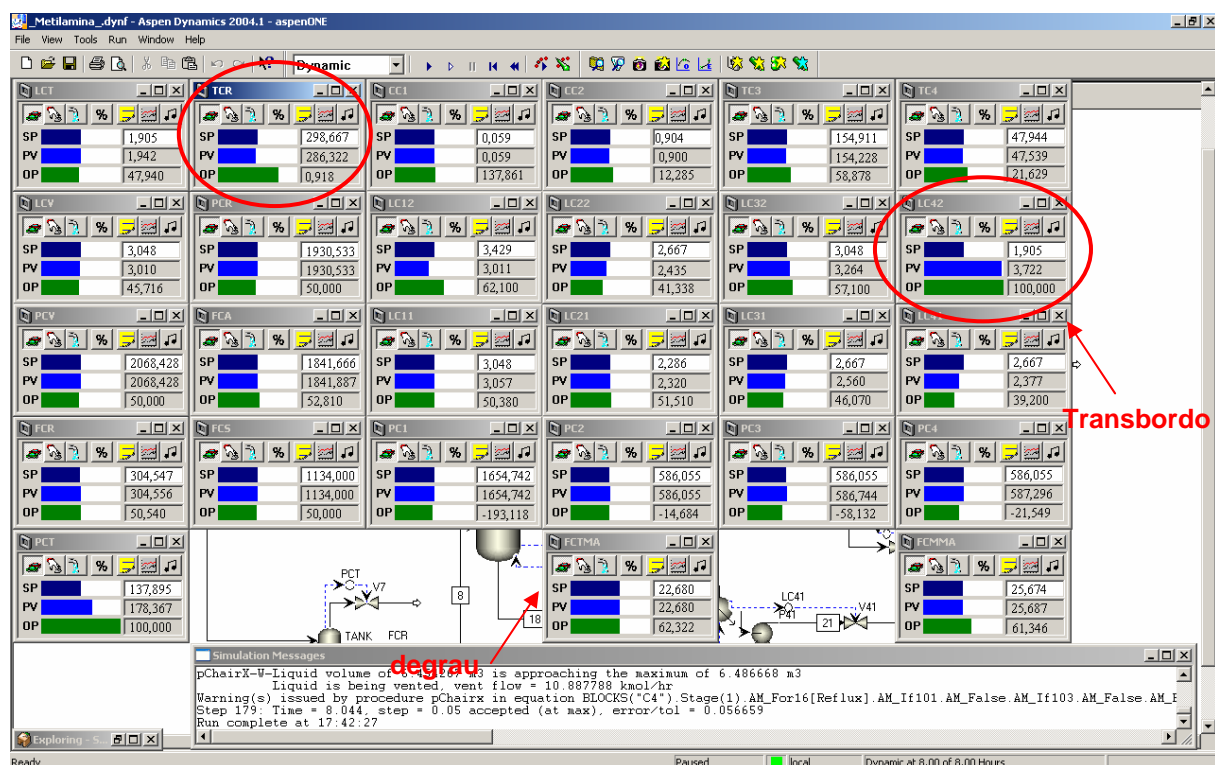 _Metilamina_.dynf - Aspen Dynamics 2004.1 - aspenONE
File View Tools Run Window Help
Dynamic
LCT
SP 1,905
PV 1,942
OP 47,940
TCR
SP 298,667
PV 286,322
OP 0,918
CC1
SP 0,059
PV 0,059
OP 137,861
CC2
SP 0,904
PV 0,900
OP 12,285
TC3
SP 154,911
PV 154,228
OP 58,878
TC4
SP 47,944
PV 47,539
OP 21,629
LCV
SP 3,048
PV 3,010
OP 45,716
PCR
SP 1930,533
PV 1930,533
OP 50,000
LC12
SP 3,429
PV 3,011
OP 62,100
LC22
SP 2,667
PV 2,435
OP 41,338
LC32
SP 3,048
PV 3,264
OP 57,100
LC42
SP 1,905
PV 3,722
OP 100,000
PCV
SP 2068,428
PV 2068,428
OP 50,000
FCA
SP 1841,666
PV 1841,887
OP 52,810
LC11
SP 3,048
PV 3,057
OP 50,380
LC21
SP 2,286
PV 2,320
OP 51,510
LC31
SP 2,667
PV 2,560
OP 46,070
SP 2,667
PV 2,377
OP 39,200
Transbordo
FCR
SP 304,547
PV 304,556
OP 50,540
FCS
SP 1134,000
PV 1134,000
OP 50,000
PC1
SP 1654,742
PV 1654,742
OP -193,118
PC2
SP 586,055
PV 586,055
OP -14,684
PC3
SP 586,055
PV 586,744
OP -58,132
PC4
SP 586,055
PV 587,296
OP -21,549
PCT
SP 137,895
PV 178,367
OP 100,000
PCT
V7
8
TANK FCR
18
FCTMA
SP 22,680
PV 22,680
OP 62,322
LC41
P41
21
V41
FCMMA
SP 25,674
PV 25,687
OP 61,346
degrau
Simulation Messages
pChairX-W-Liquid volume of m3 is approaching the maximum of 6.486668 m3
Liquid is being vented, vent flow = 10.887788 kmol/hr
Warning(s) issued by procedure pChairx in equation BLOCKS("C4").Stage(1).AM_For16[Reflux].AM_If101.AM_False.AM_If103.AM_False.AM_
Step 179: Time = 8.044, step = 0.05 accepted (at max), error/tol = 0.056659
Run complete at 17:42:27
Exploring - S...
Ready
Paused
local
Dynamic at 8.00 of 8.00 Hours